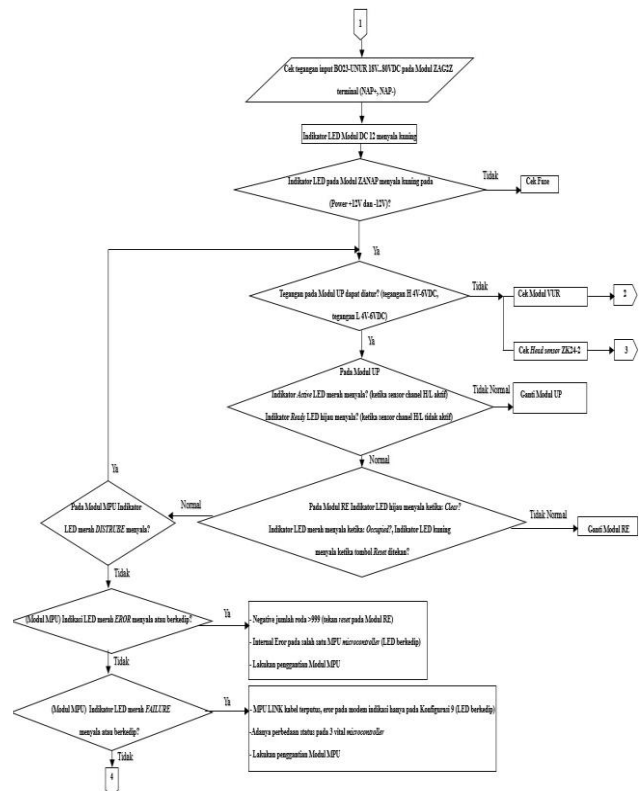 1
Cek tegangan input BO23-UNUR 18V...80VDC pada Modul ZAG2Z
terminal (NAP+, NAP-)
Indikator LED Modul DC 12 menyala kuning
Indikator LED pada Modul ZANAP menyala kuning pada
(Power +12V dan -12V)?
Tidak
Cek Fuse
Ya
Tegangan pada Modul UP dapat diatur? (tegangan H 4V-6VDC,
tegangan L 4V-6VDC)
Tidak
Cek Modul VUR
2
Cek Head sensor ZK24-2
3
Ya
Pada Modul UP
Indikator Active LED merah menyala? (ketika sensor chanel H/L aktif)
Indikator Ready LED hijau menyala? (ketika sensor chanel H/L tidak aktif)
Tidak Normal
Ganti Modul UP
Normal
Pada Modul RE Indikator LED hijau menyala ketika: Clear?
Indikator LED merah menyala ketika: Occupied?, Indikator LED kuning
menyala ketika tombol Reset ditekan?
Tidak Normal
Ganti Modul RE
Normal
Pada Modul MPU Indikator
LED merah DISTRUBE menyala?
Ya
Tidak
(Modul MPU) Indikasi LED merah EROR menyala atau berkedip?
Ya
- Negative jumlah roda >999 (tekan reset pada Modul RE)
- Internal Eror pada salah satu MPU microcontroller (LED berkedip)
- Lakukan penggantian Modul MPU
Tidak
(Modul MPU) Indikator LED merah FAILURE
menyala atau berkedip?
Ya
- MPU LINK kabel terputus, eror pada modem indikasi hanya pada Konfigurasi 9 (LED berkedip)
-Adanya perbedaan status pada 3 vital microcontroller
- Lakukan penggantian Modul MPU
Tidak
4